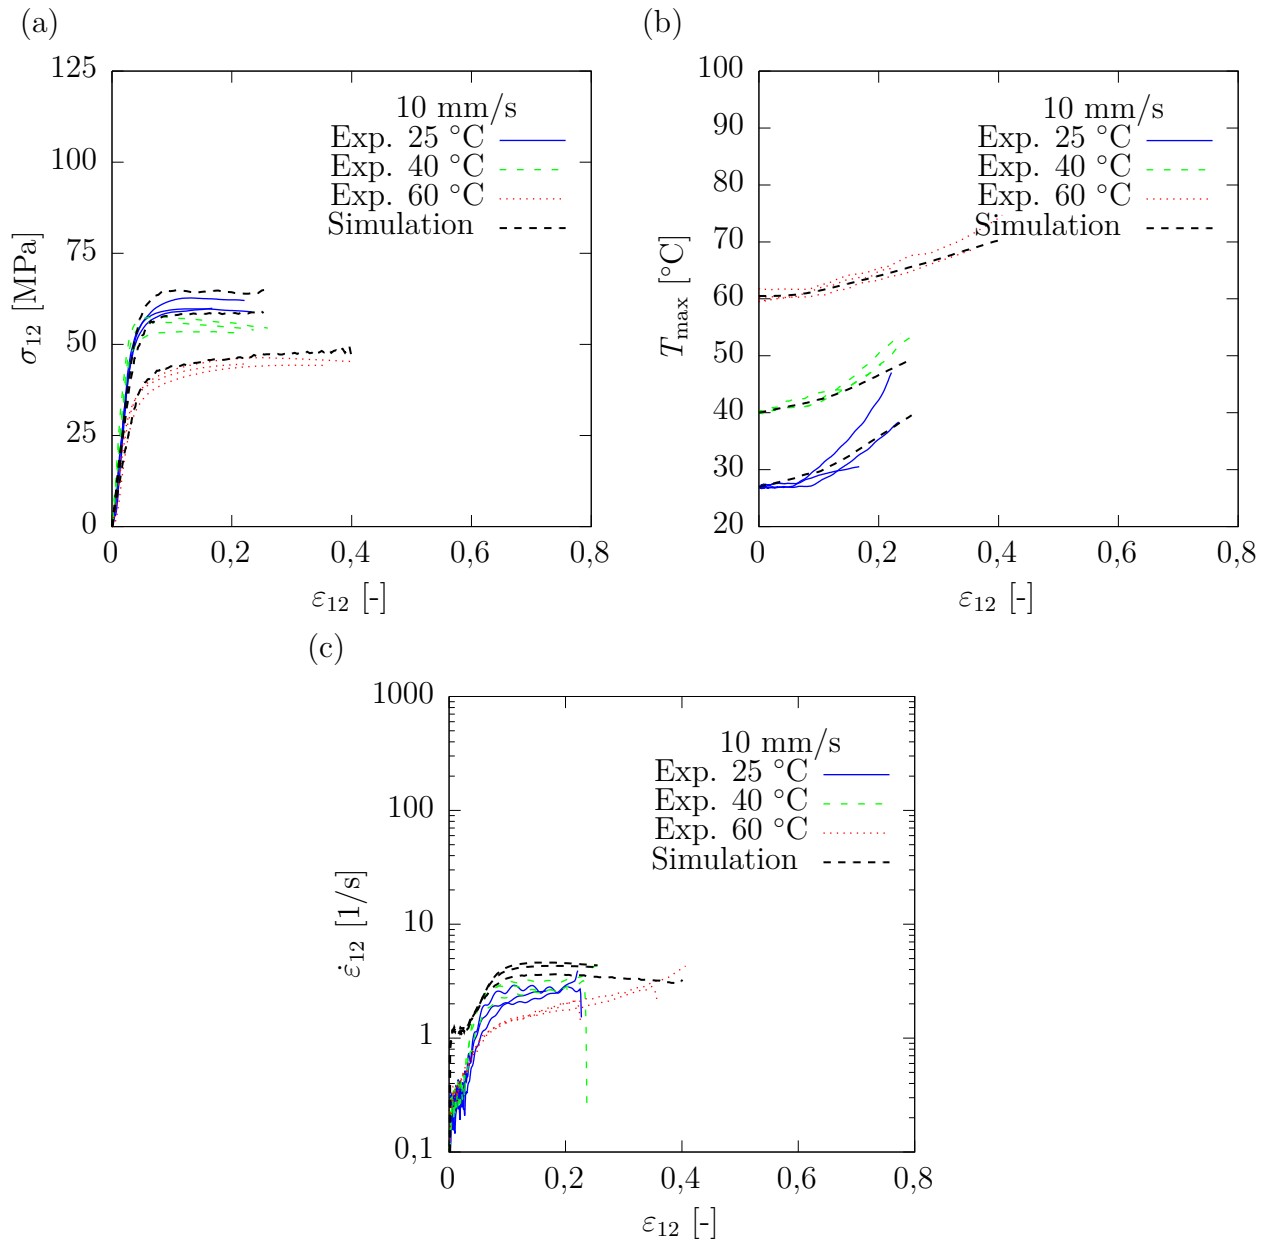 (a)
125
100
75
50
25
0
0
0,2
0,4
0,6
0,8
σ12 [MPa]
ε12 [-]
10 mm/s
Exp. 25 °C
Exp. 40 °C
Exp. 60 °C
Simulation
(b)
100
90
80
70
60
50
40
30
20
0
0,2
0,4
0,6
0,8
Tmax [°C]
ε12 [-]
10 mm/s
Exp. 25 °C
Exp. 40 °C
Exp. 60 °C
Simulation
(c)
1000
100
10
1
0,1
0
0,2
0,4
0,6
0,8
ε̇12 [1/s]
ε12 [-]
10 mm/s
Exp. 25 °C
Exp. 40 °C
Exp. 60 °C
Simulation